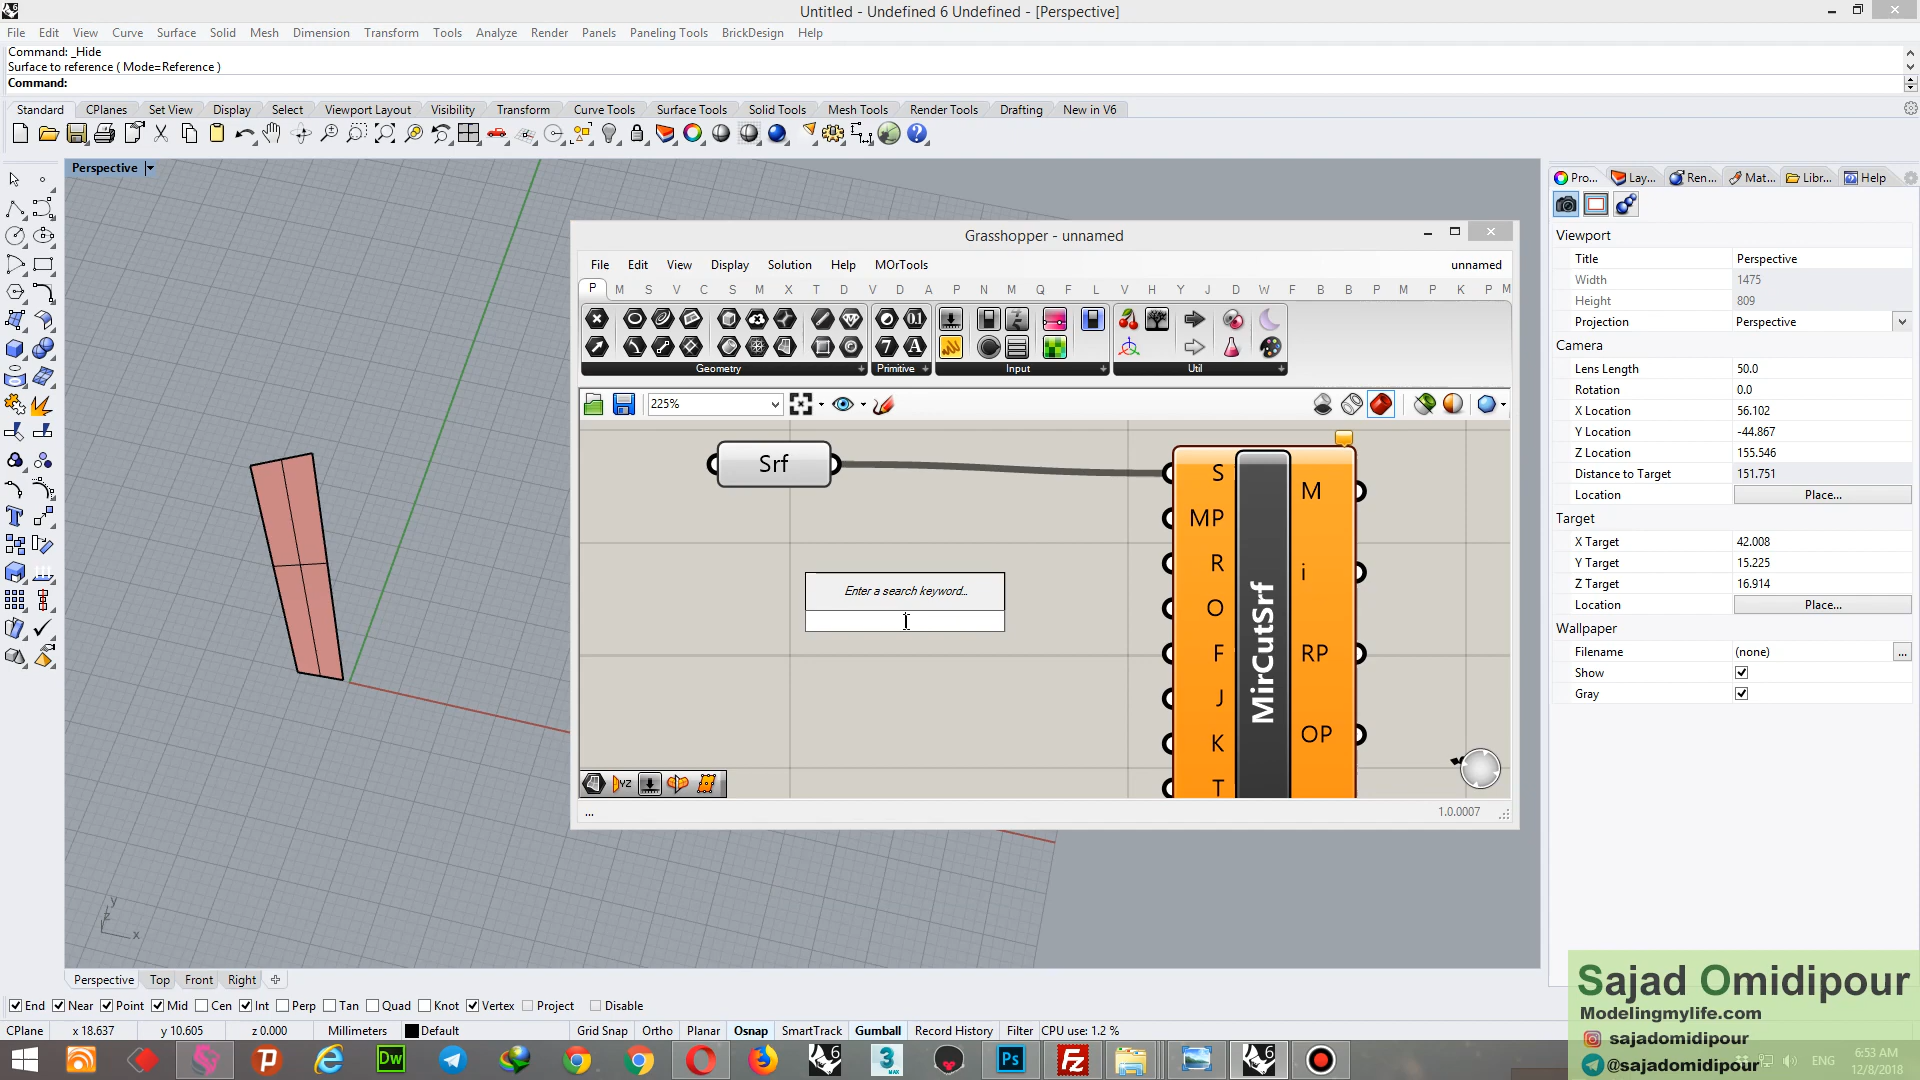 Untitled - Undefined 6 Undefined - [Perspective]
File Edit View Curve Surface Solid Mesh Dimension Transform Tools Analyze Render Panels Paneling Tools BrickDesign Help
Command: _Hide
Surface to reference ( Mode=Reference )
Command:
Standard CPlanes Set View Display Select Viewport Layout Visibility Transform Curve Tools Surface Tools Solid Tools Mesh Tools Render Tools Drafting New in V6
Perspective
Pro... Lay... Ren... Mat... Libr... Help
Viewport
Title Perspective
Width 1475
Height 809
Projection Perspective
Camera
Lens Length 50.0
Rotation 0.0
X Location 56.102
Y Location -44.867
Z Location 155.546
Distance to Target 151.751
Location Place...
Target
X Target 42.008
Y Target 15.225
Z Target 16.914
Location Place...
Wallpaper
Filename (none) ...
Show
Gray
Grasshopper - unnamed
File Edit View Display Solution Help MOrTools unnamed
P M S V C S M X T D V D A P N M Q F L V Y J D W F B B P M P K P M
Geometry Primitive Input Util
225%
Srf
S
MP
R
O
F
J
K
T
MirCutSrf
M
i
RP
OP
Enter a search keyword...
YZ
...
1.0.0007
y
z
x
Perspective Top Front Right
End Near Point Mid Cen Int Perp Tan Quad Knot Vertex Project Disable
CPlane x 18.637 y 10.605 z 0.000 Millimeters Default Grid Snap Ortho Planar Osnap SmartTrack Gumball Record History Filter CPU use: 1.2 %
Sajad Omidipour
Modelingmylife.com
sajadomidipour
@sajadomidipour
ENG
6:53 AM
12/8/2018